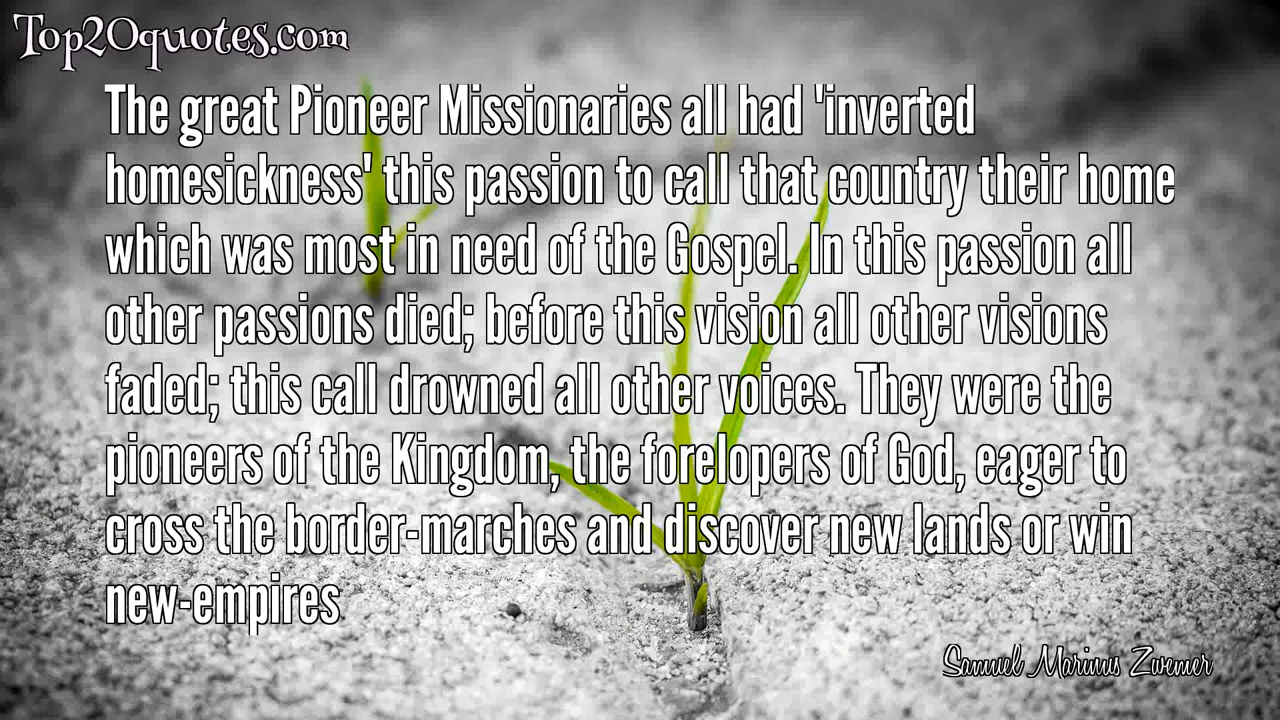 Top20quotes.com
The great Pioneer Missionaries all had 'inverted
homesickness' this passion to call that country their home
which was most in need of the Gospel. In this passion all
other passions died; before this vision all other visions
faded; this call drowned all other voices. They were the
pioneers of the Kingdom, the forelopers of God, eager to
cross the border-marches and discover new lands or win
new-empires
Samuel Marinus Zwemer